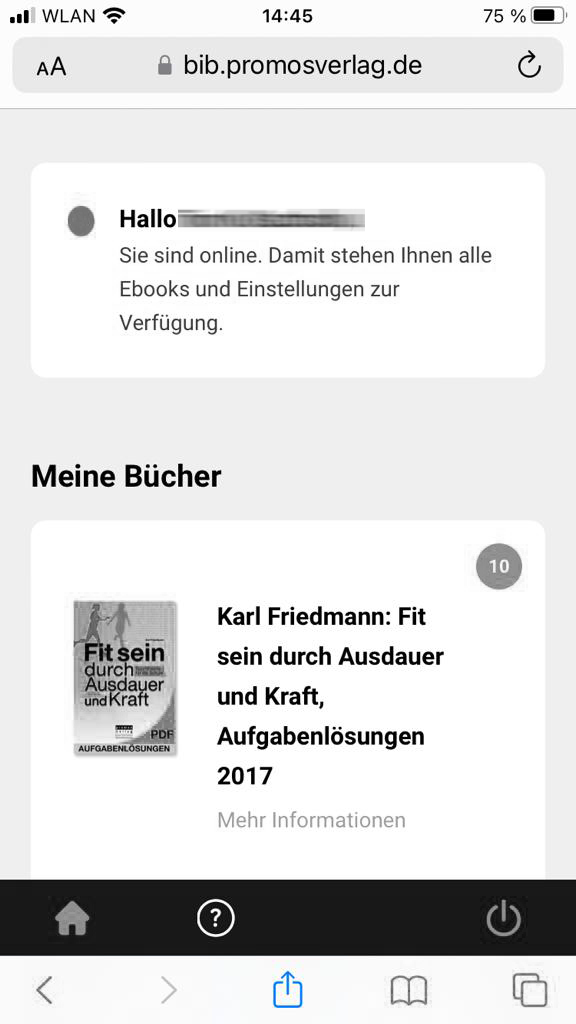 WLAN 14:45 75 %
AA bib.promosverlag.de
Hallo
Sie sind online. Damit stehen Ihnen alle
Ebooks und Einstellungen zur
Verfügung.
Meine Bücher
10
Karl Friedmann: Fit
sein durch Ausdauer
und Kraft,
Aufgabenlösungen
2017
Mehr Informationen
Fit sein
durch
Ausdauer
und Kraft
PDF
AUFGABENLÖSUNGEN
?